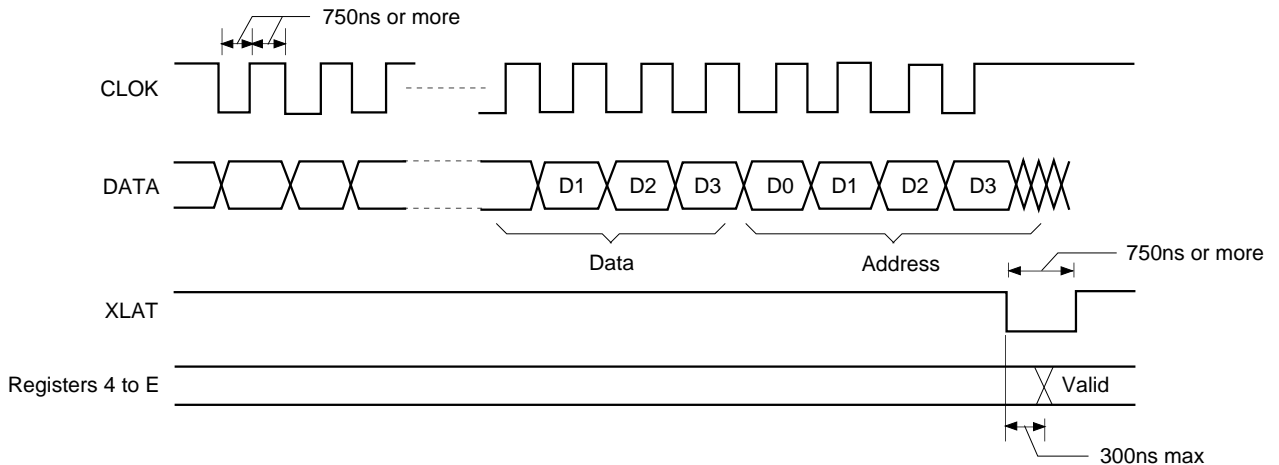 750ns or more
CLOK
DATA
D1 D2 D3 D0 D1 D2 D3
Data Address
750ns or more
XLAT
Registers 4 to E
Valid
300ns max